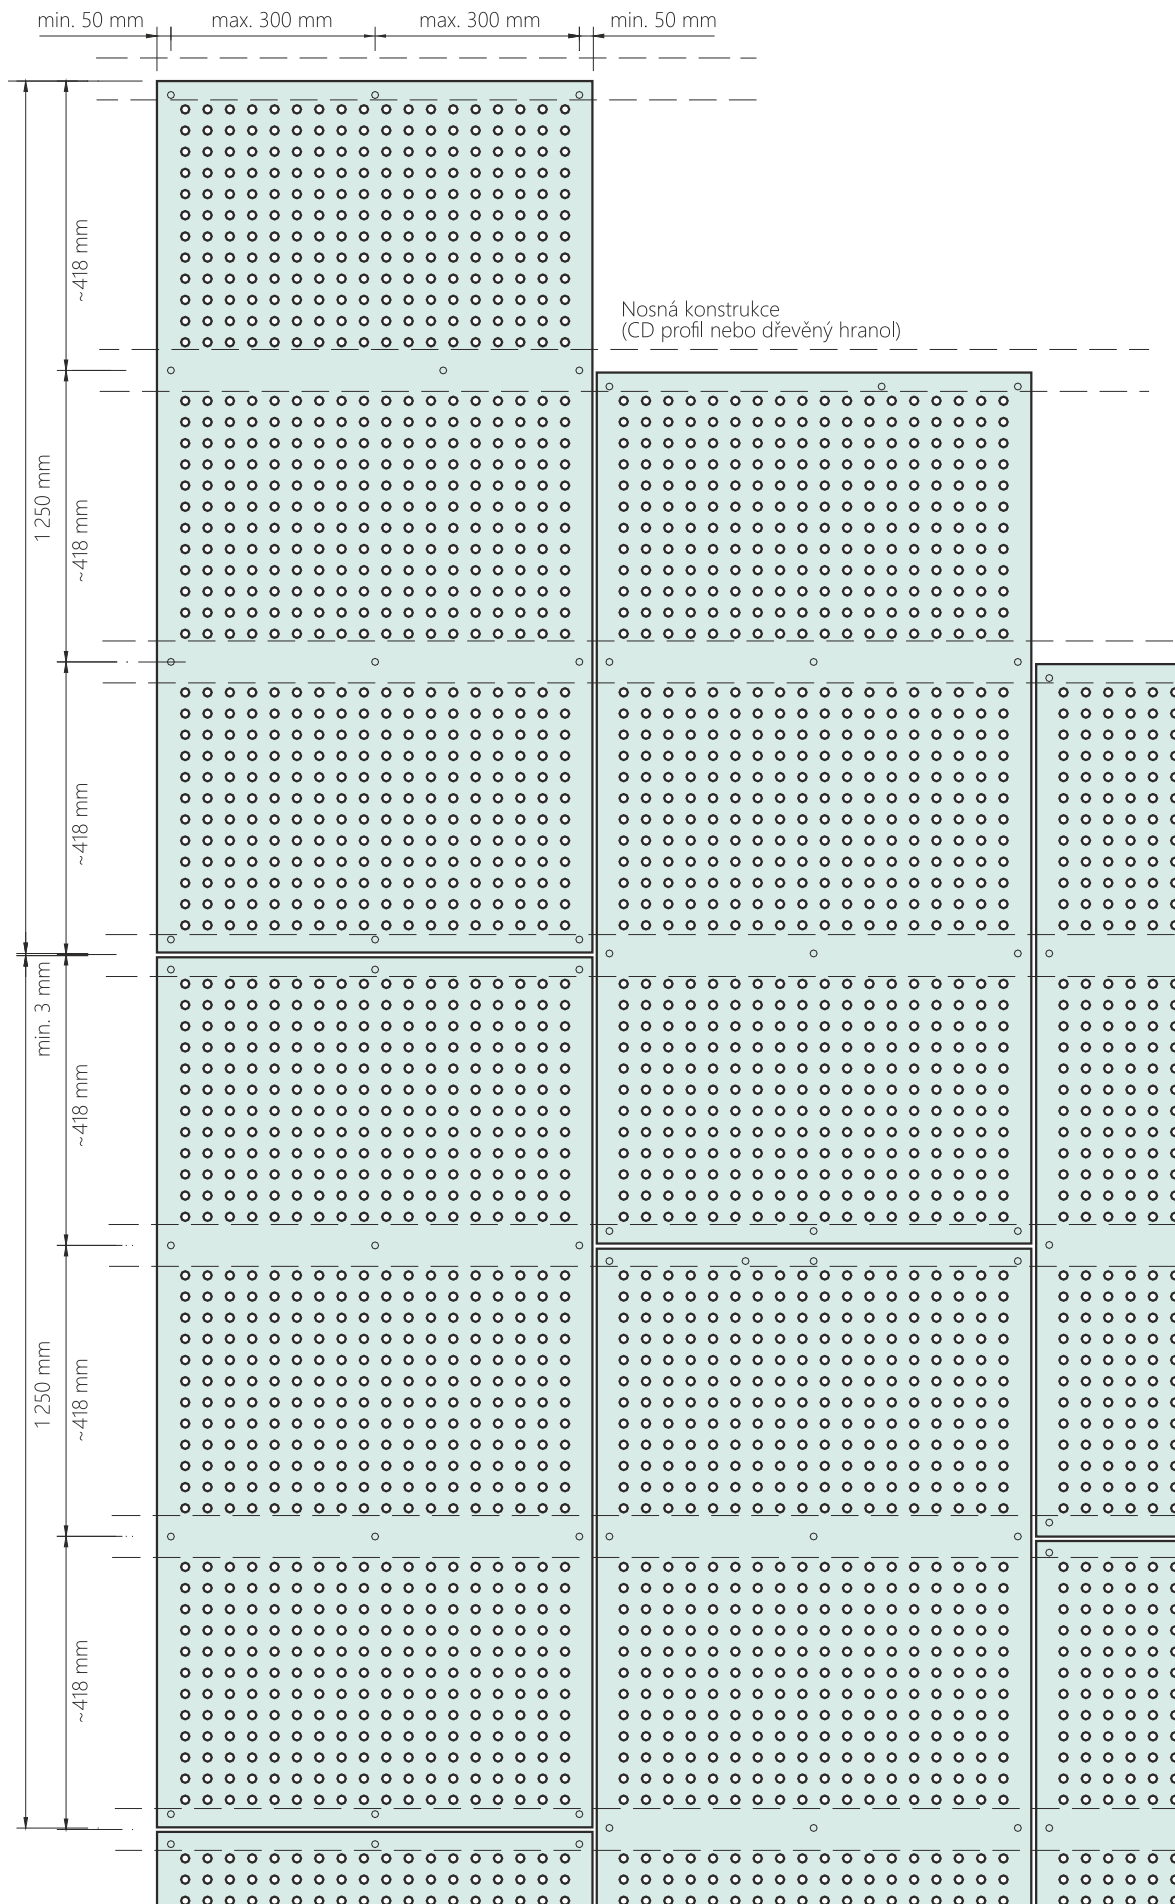 min. 50 mm
max. 300 mm
max. 300 mm
min. 50 mm
~418 mm
Nosná konstrukce
(CD profil nebo dřevěný hranol)
1 250 mm
~418 mm
~418 mm
min. 3 mm
~418 mm
1 250 mm
~418 mm
~418 mm